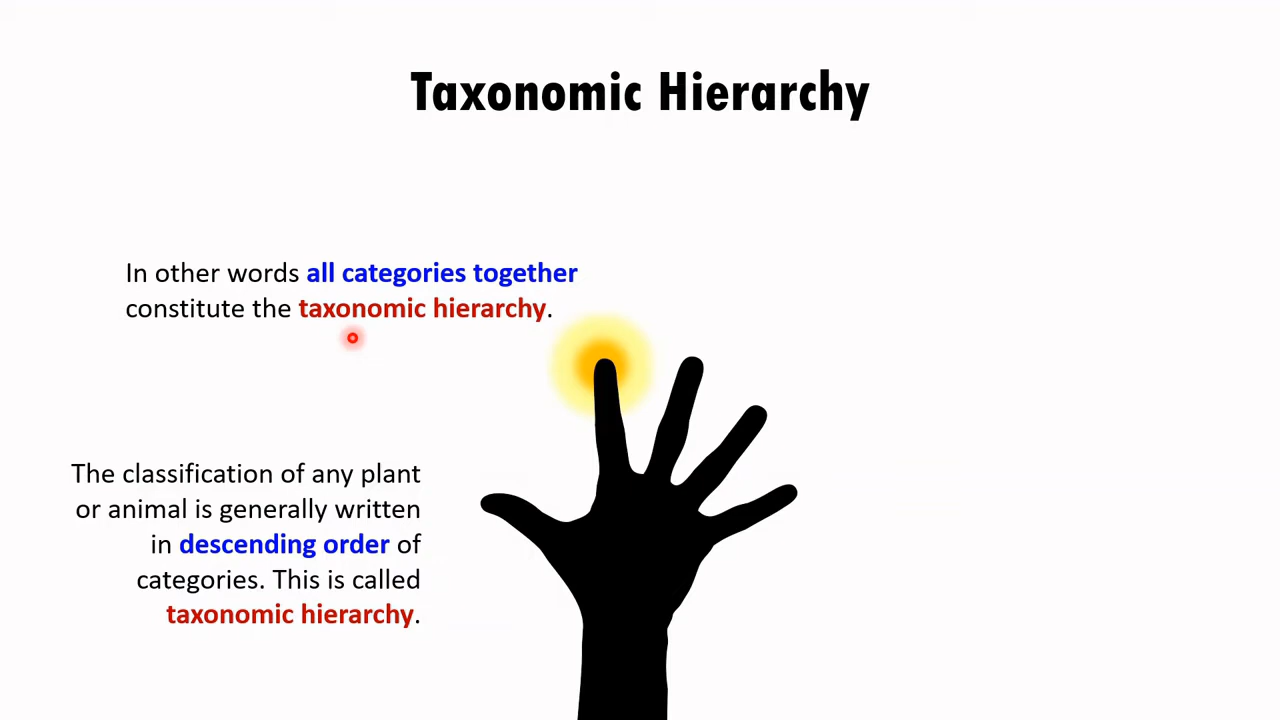 Taxonomic Hierarchy
In other words all categories together
constitute the taxonomic hierarchy.
The classification of any plant
or animal is generally written
in descending order of
categories. This is called
taxonomic hierarchy.